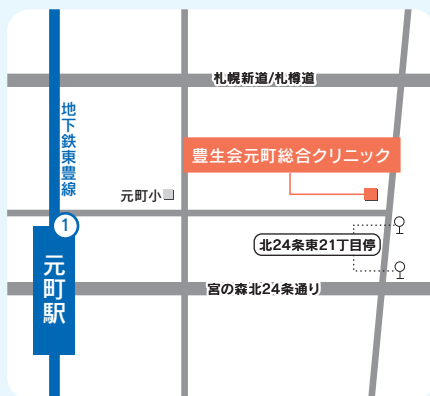 札幌新道/札樽道
地下鉄東豊線
豊生会元町総合クリニック
元町小
1
北24条東21丁目停
元町駅
宮の森北24条通り